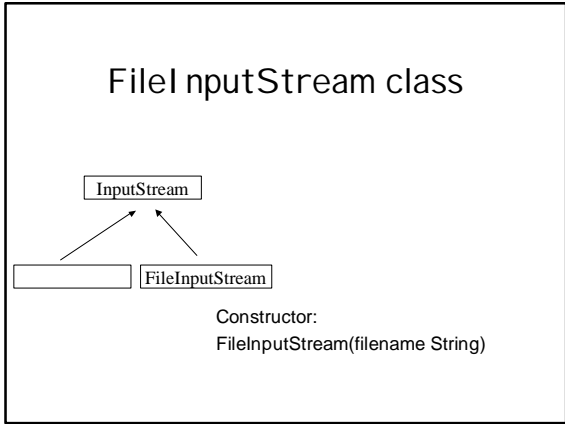 FileInputStream class
InputStream
FileInputStream
Constructor:
FileInputStream(filename String)